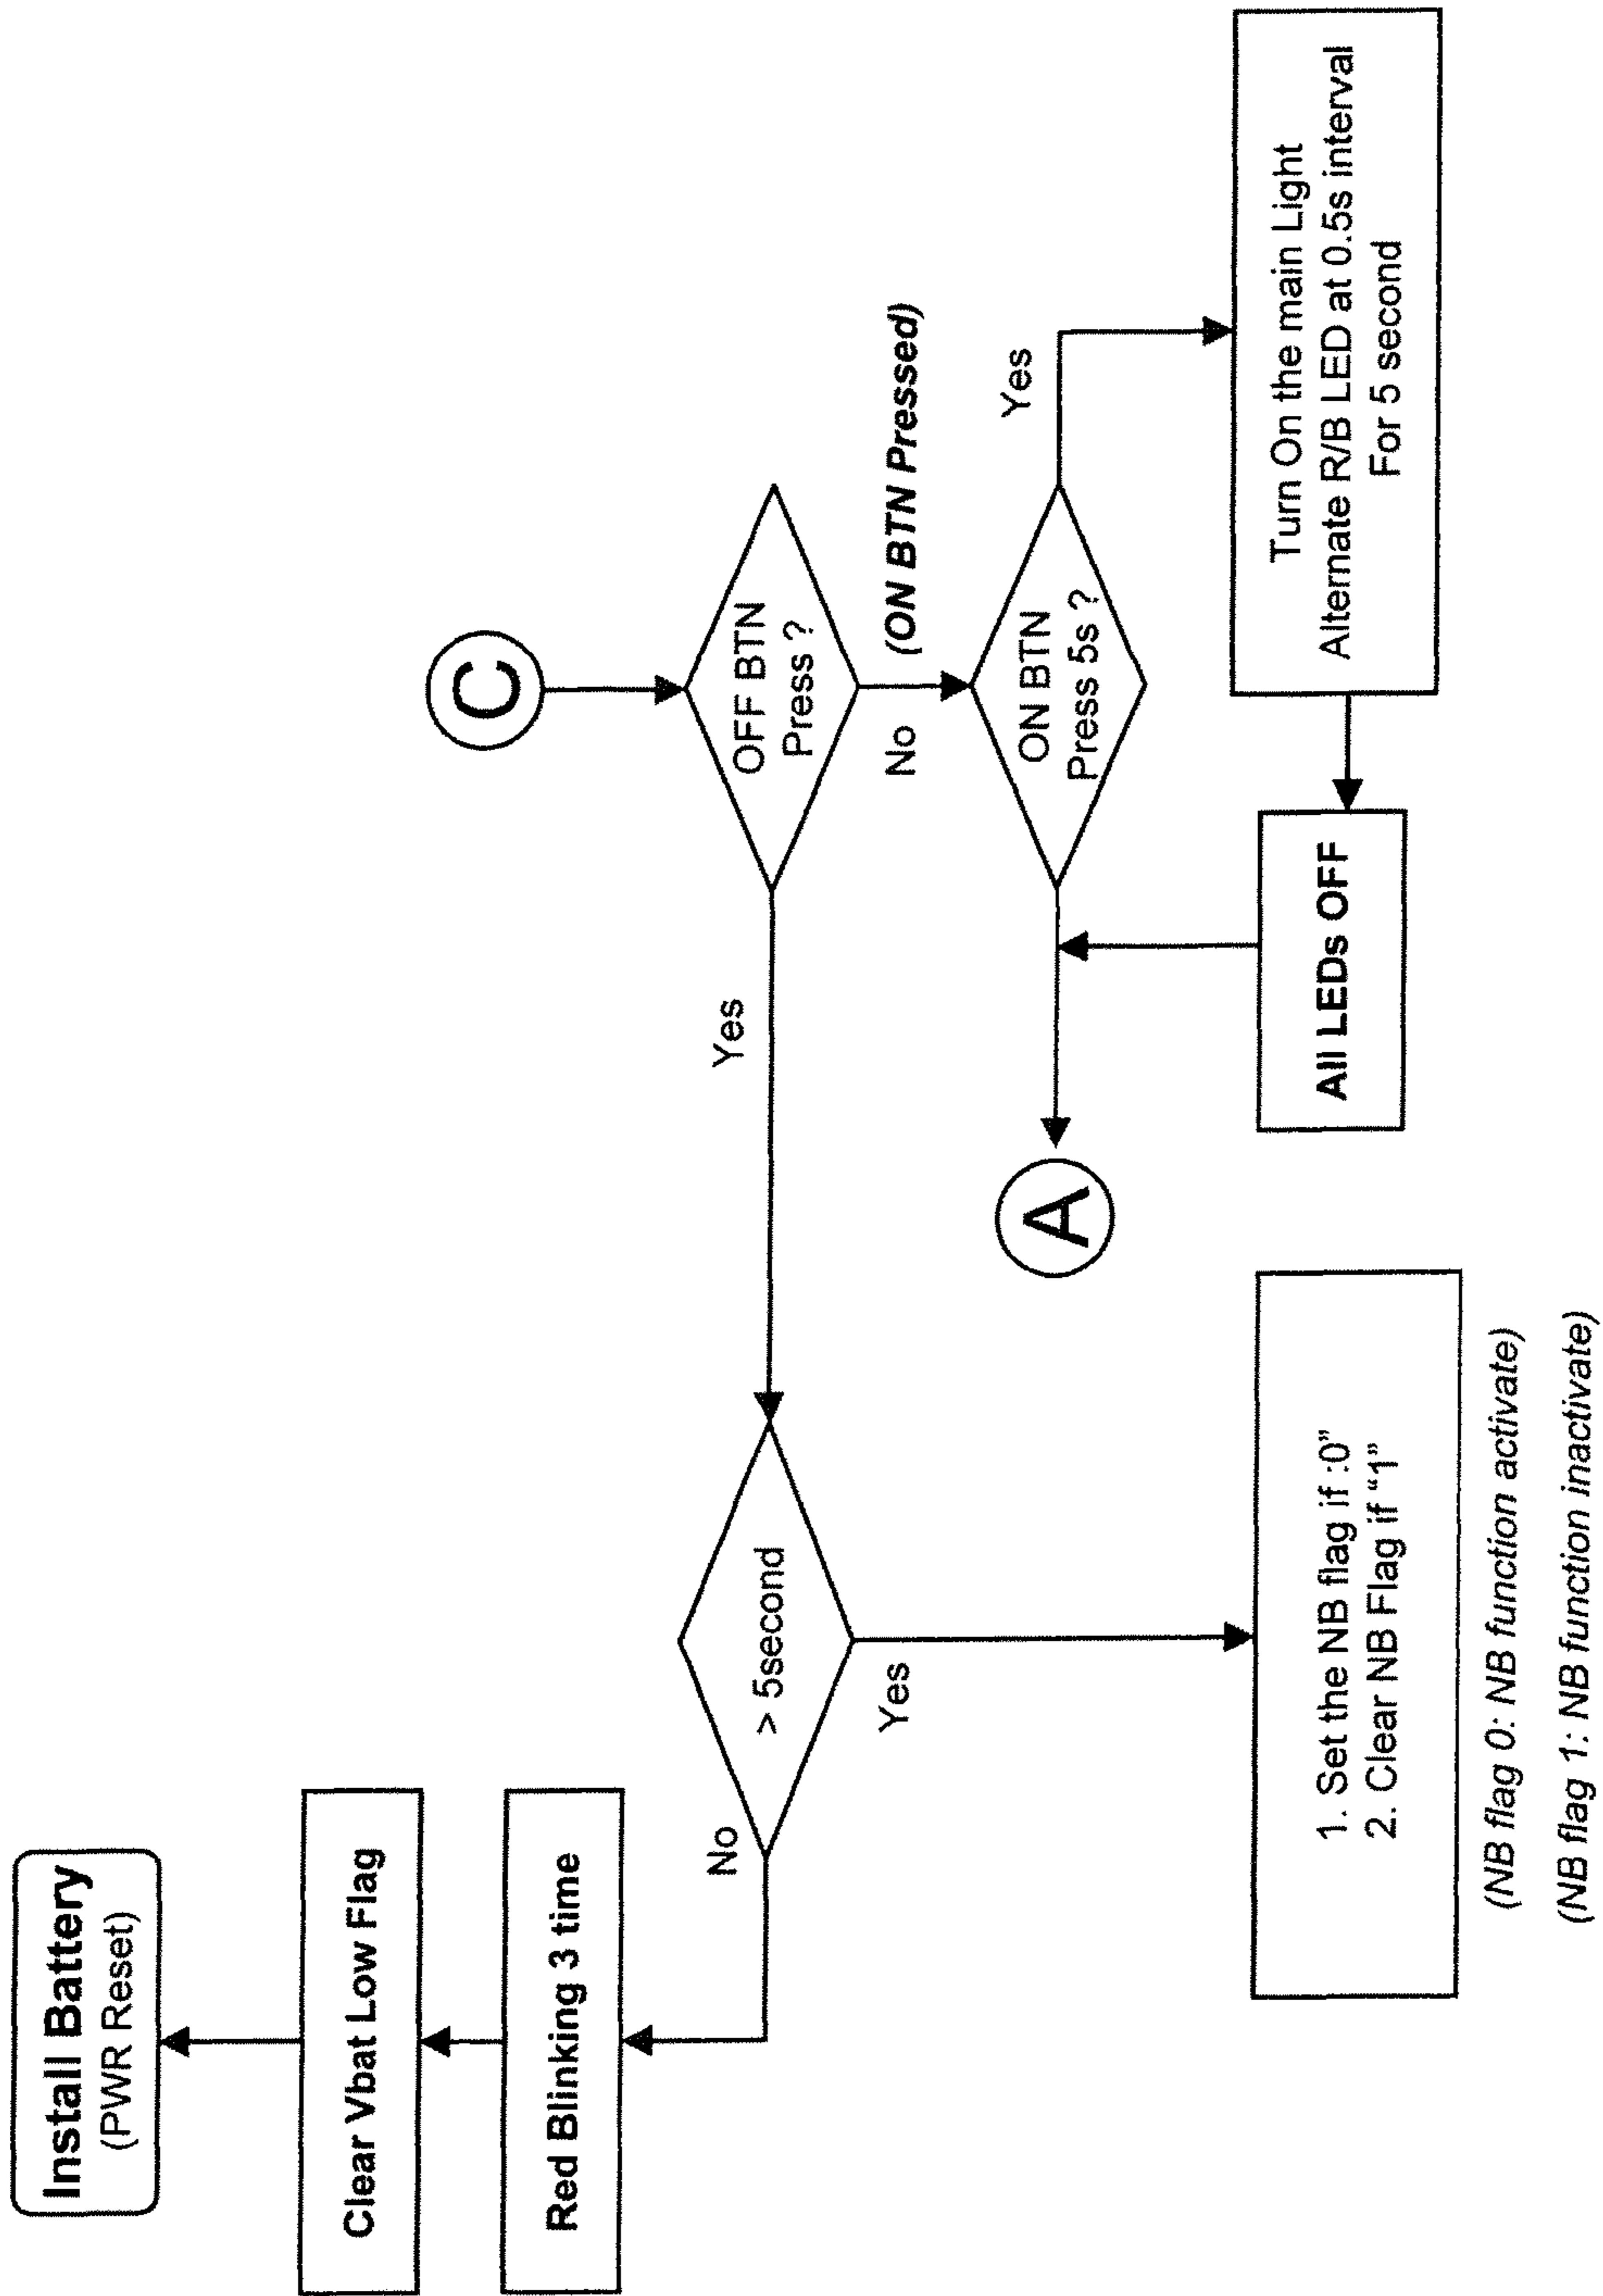 Install Battery
(PWR Reset)
Clear Vbat Low Flag
Red Blinking 3 time
No
> 5second
Yes
1. Set the NB flag if :0”
2. Clear NB Flag if “1”
(NB flag 0: NB function activate)
(NB flag 1: NB function inactivate)
C
OFF BTN
Press ?
Yes
No
(ON BTN Pressed)
ON BTN
Press 5s ?
Yes
A
Turn On the main Light
Alternate R/B LED at 0.5s interval
For 5 second
All LEDs OFF